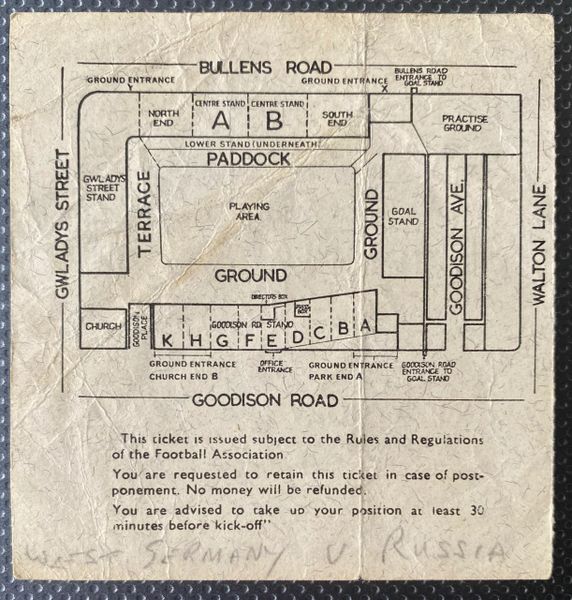 BULLENS ROAD
GROUND ENTRANCE
Y
GROUND ENTRANCE
X
BULLENS ROAD
ENTRANCE TO
GOAL STAND
NORTH
END
CENTRE STAND
A
CENTRE STAND
B
SOUTH
END
PRACTISE
GROUND
LOWER STAND (UNDERNEATH)
PADDOCK
GWLADYS
STREET
STAND
GWLADYS STREET
TERRACE
PLAYING
AREA
GROUND
GOAL
STAND
GOODISON AVE.
WALTON LANE
GROUND
DIRECTORS BOX
PRESS
BOX
CHURCH
GOODISON
PLACE
GOODISON RD. STAND
K H G F E D C B A
GROUND ENTRANCE
CHURCH END B
OFFICE
ENTRANCE
GROUND ENTRANCE
PARK END A
GOODISON ROAD
ENTRANCE TO
GOAL STAND
GOODISON ROAD
This ticket is issued subject to the Rules and Regulations
of the Football Association
You are requested to retain this ticket in case of post-
ponement. No money will be refunded.
You are advised to take up your position at least 30
minutes before kick-off"
WEST GERMANY V RUSSIA